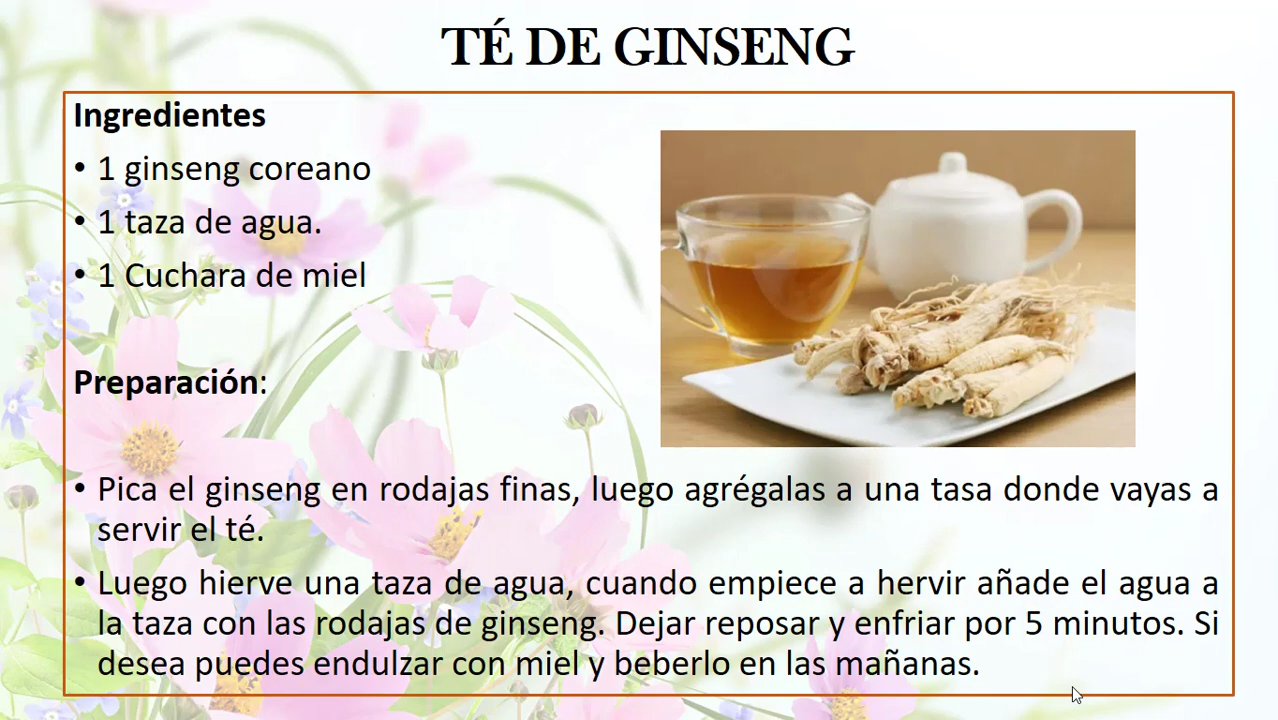 TÉ DE GINSENG
Ingredientes
• 1 ginseng coreano
• 1 taza de agua.
• 1 Cuchara de miel
Preparación:
• Pica el ginseng en rodajas finas, luego agrégalas a una tasa donde vayas a
servir el té.
• Luego hierve una taza de agua, cuando empiece a hervir añade el agua a
la taza con las rodajas de ginseng. Dejar reposar y enfriar por 5 minutos. Si
desea puedes endulzar con miel y beberlo en las mañanas.